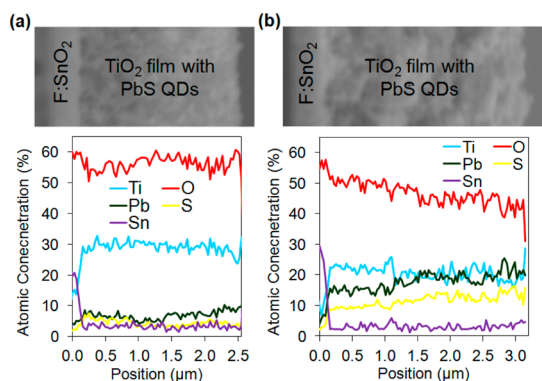 (a)
F:SnO2
TiO2 film with
PbS QDs
Atomic Conecnetration (%)
60
50
40
30
20
10
0
Ti
O
Pb
S
Sn
0.0
0.5
1.0
1.5
2.0
2.5
Position (µm)
(b)
F:SnO2
TiO2 film with
PbS QDs
Atomic Conecnetration (%)
60
50
40
30
20
10
0
Ti
O
Pb
S
Sn
0.0
0.5
1.0
1.5
2.0
2.5
3.0
Position (µm)